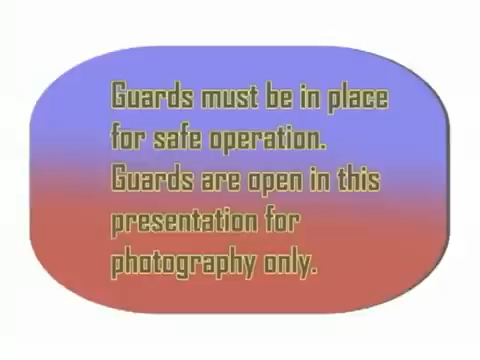 Guards must be in place
for safe operation.
Guards are open in this
presentation for
photography only.